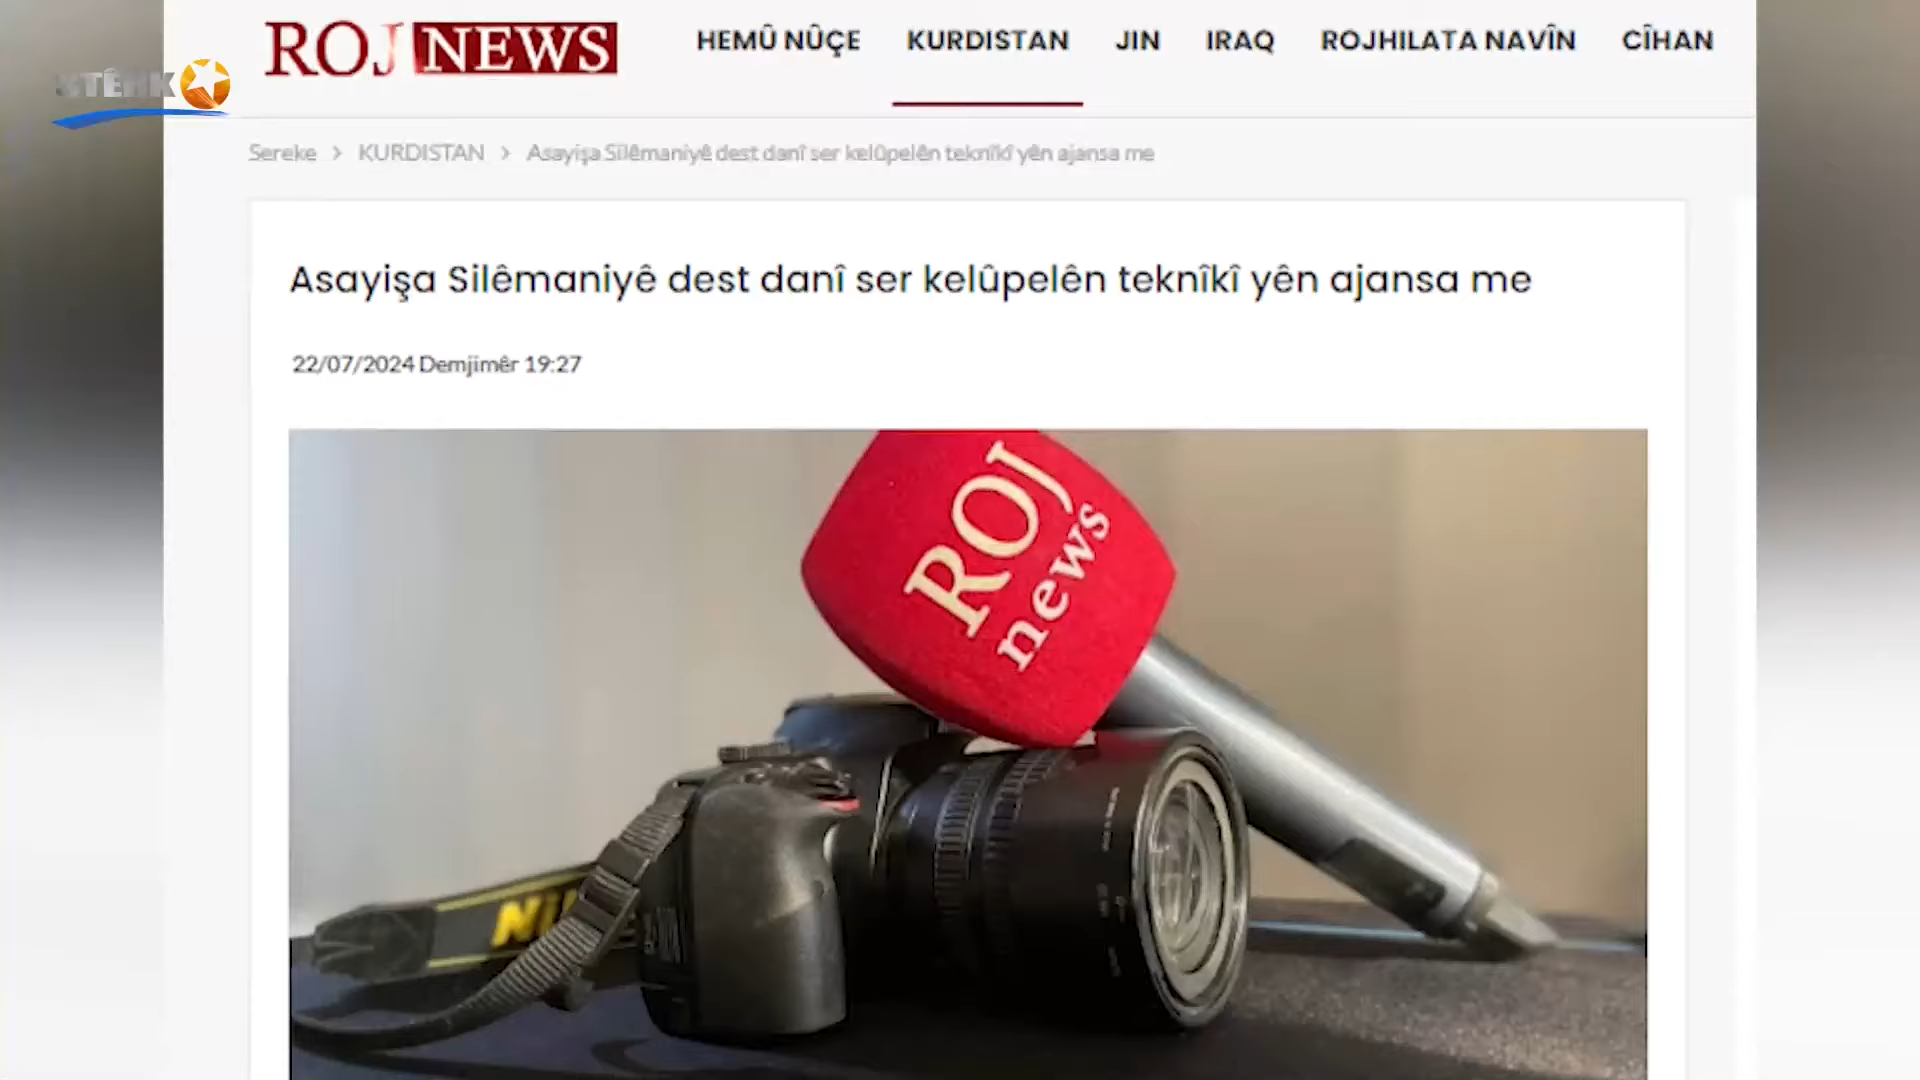 STÊRK
ROJ NEWS
HEMÛ NÛÇE KURDISTAN JIN IRAQ ROJHILATA NAVÎN CÎHAN
Sereke > KURDISTAN > Asayişa Silêmaniyê dest danî ser kelûpelên teknîkî yên ajansa me
Asayişa Silêmaniyê dest danî ser kelûpelên teknîkî yên ajansa me
22/07/2024 Demjimêr 19:27
ROJ
news